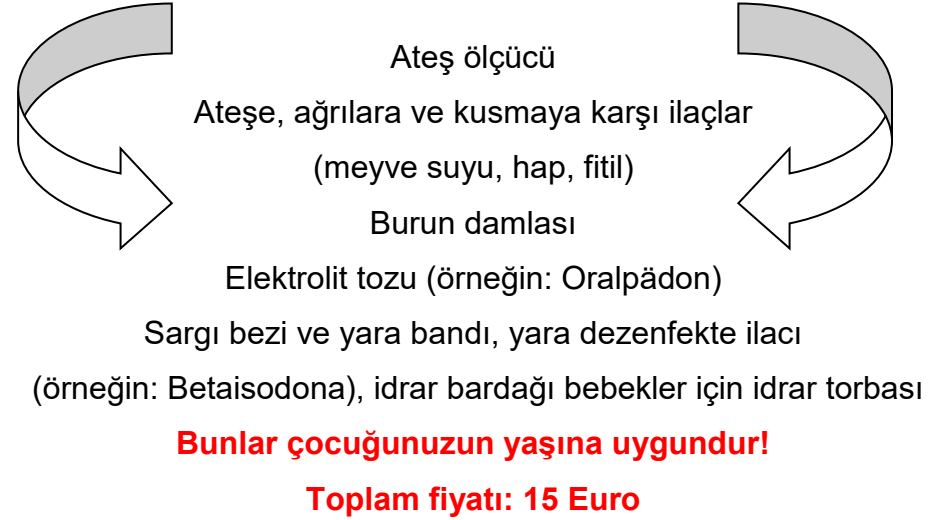 Ateş ölçücü
Ateşe, ağrılara ve kusmaya karşı ilaçlar
(meyve suyu, hap, fitil)
Burun damlası
Elektrolit tozu (örneğin: Oralpädon)
Sargı bezi ve yara bandı, yara dezenfekte ilacı
(örneğin: Betaisodona), idrar bardağı bebekler için idrar torbası
Bunlar çocuğunuzun yaşına uygundur!
Toplam fiyatı: 15 Euro